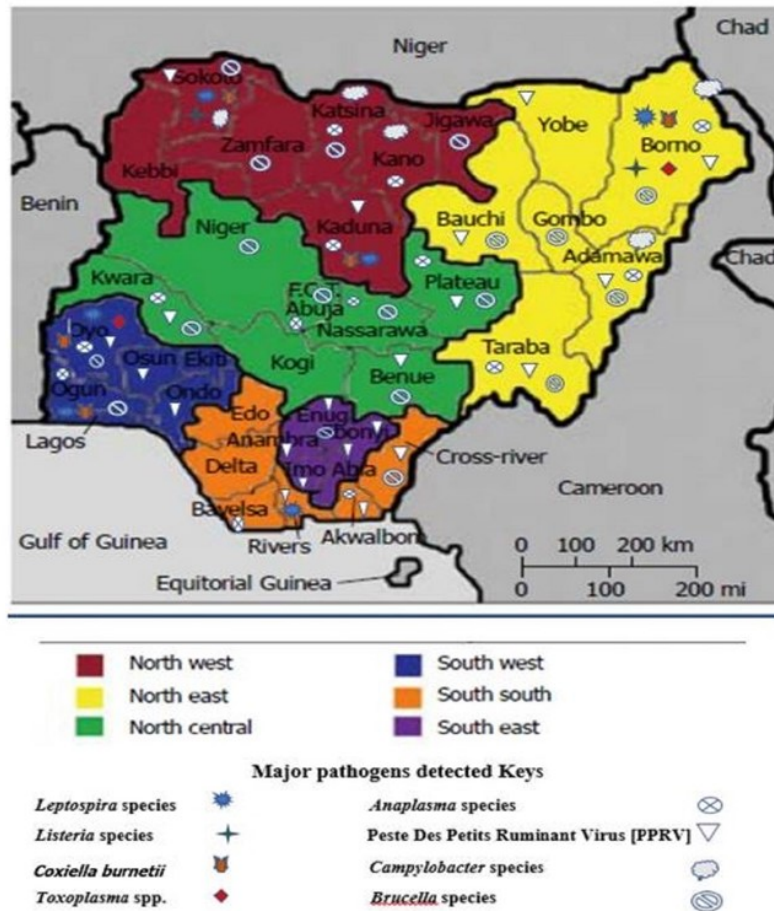 Niger
Chad
Sokoto
Katsina
Jigawa
Yobe
Borno
Zamfara
Kano
Kebbi
Benin
Kaduna
Bauchi
Gombo
Niger
Adamawa
Chad
Kwara
F.C.T.
Abuja
Plateau
Nassarawa
Oyo
Taraba
Osun
Ekiti
Kogi
Benue
Ogun
Ondo
Edo
Enug
Lagos
Anambra
bonyi
Cross-river
Delta
Imo
Abia
Bayelsa
Cameroon
Gulf of Guinea
Rivers
Akwalbom
0 100 200 km
Equitorial Guinea
0 100 200 mi
North west
South west
North east
South south
North central
South east
Major pathogens detected Keys
Leptospira species
Anaplasma species
Listeria species
Peste Des Petits Ruminant Virus [PPRV]
Coxiella burnetii
Campylobacter species
Toxoplasma spp.
Brucella species